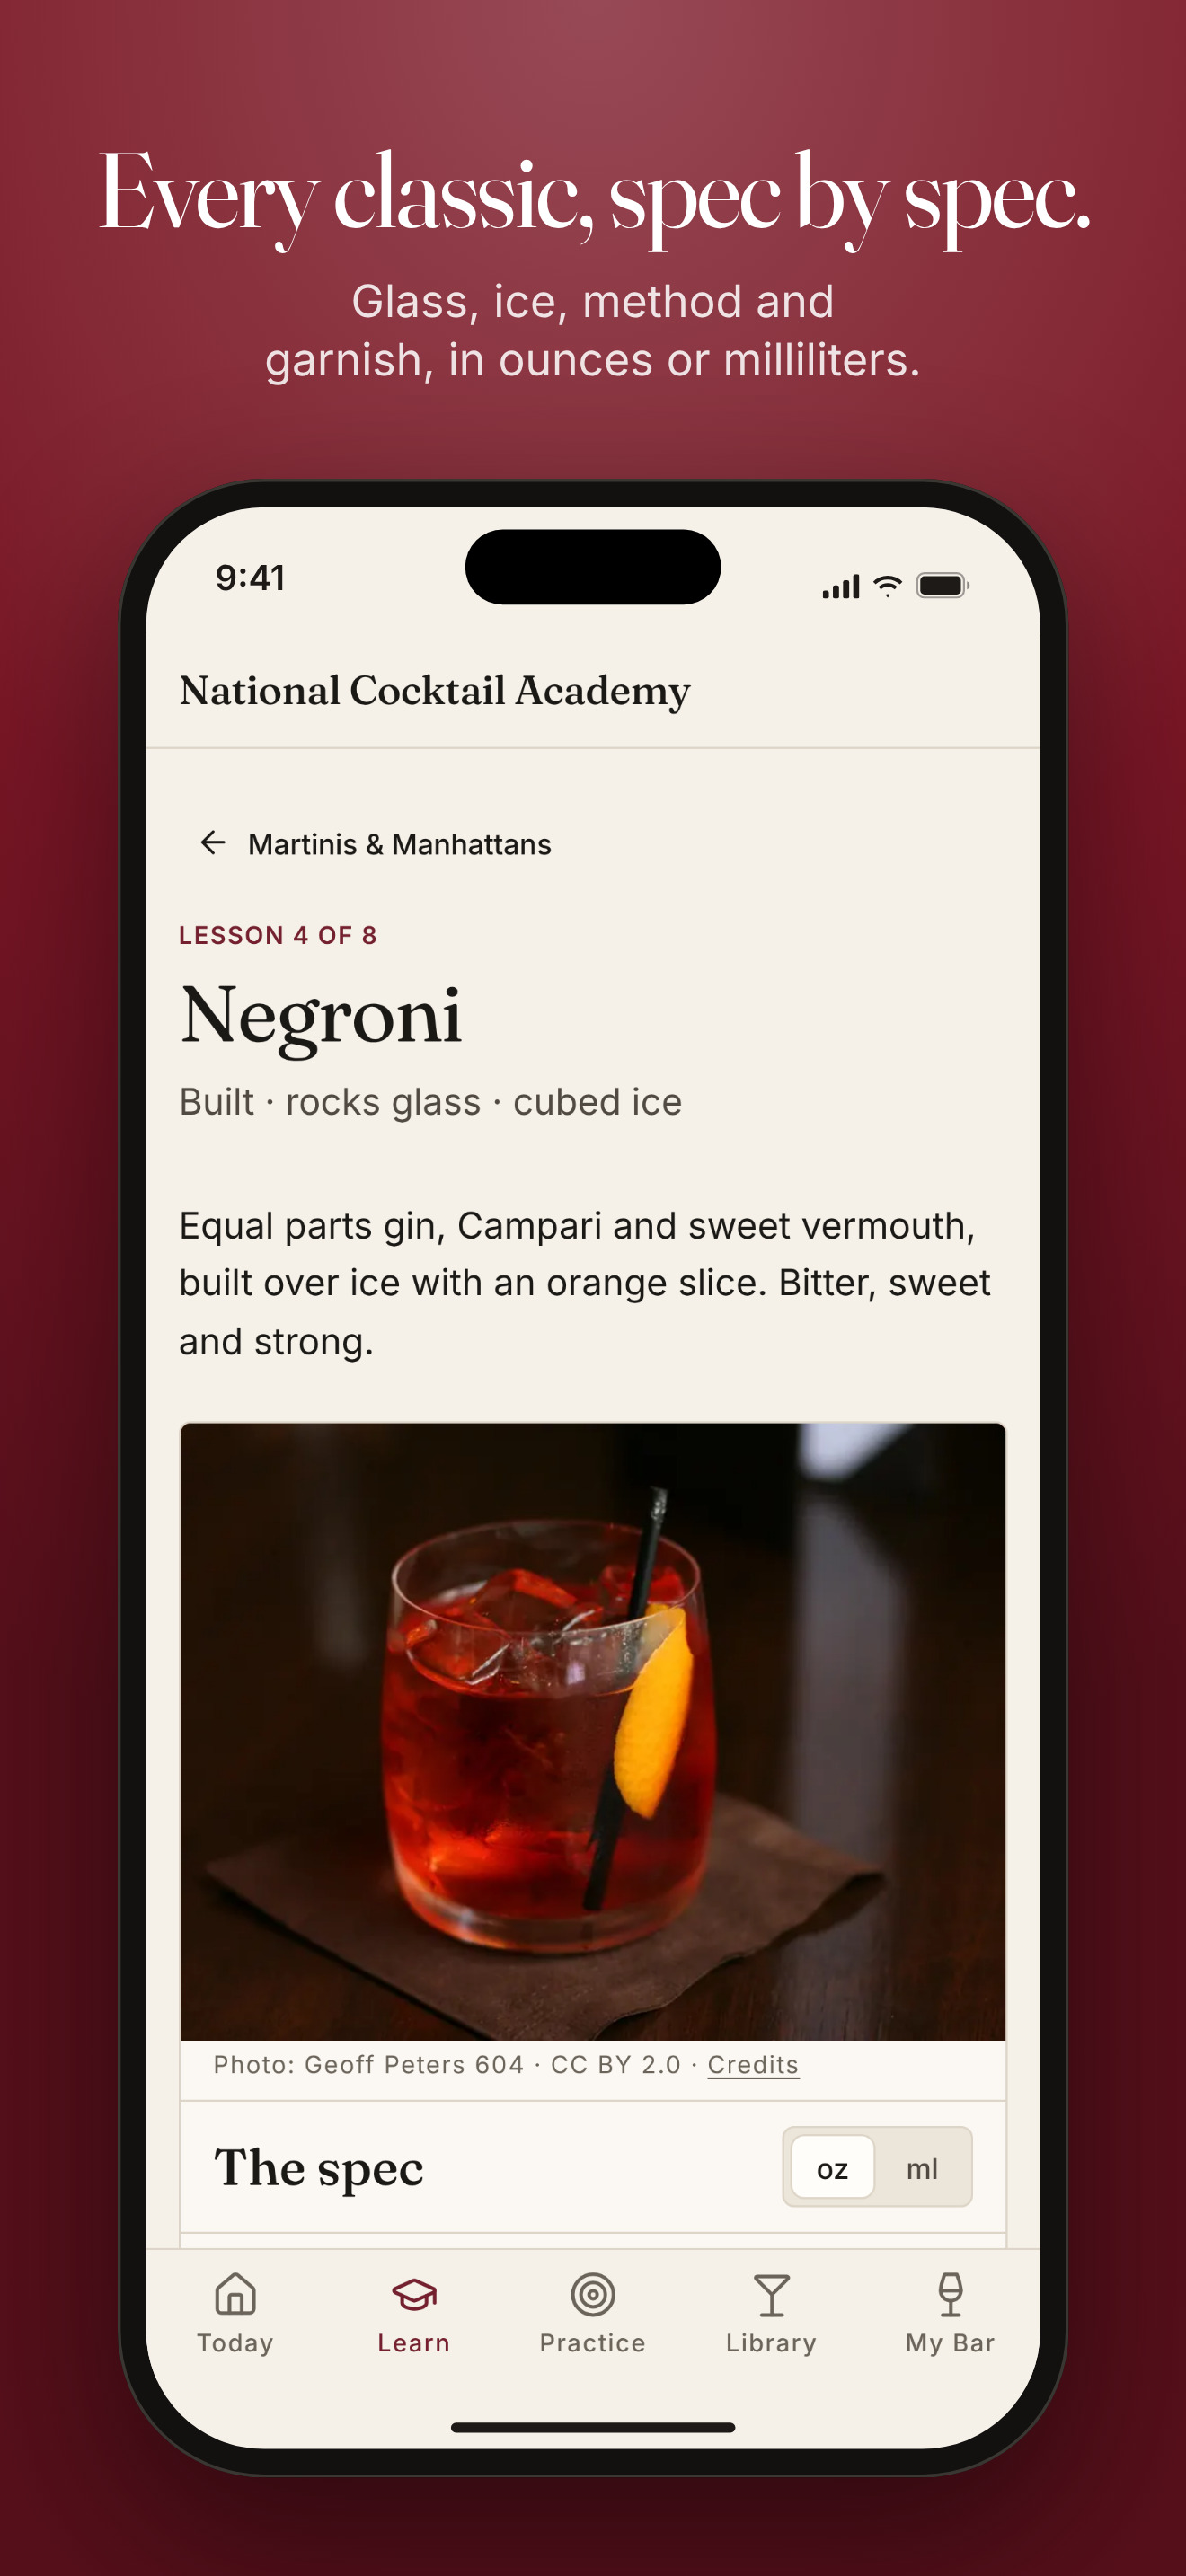 Every classic, spec by spec.
Glass, ice, method and
garnish, in ounces or milliliters.
9:41
National Cocktail Academy
← Martinis & Manhattans
LESSON 4 OF 8
Negroni
Built · rocks glass · cubed ice
Equal parts gin, Campari and sweet vermouth,
built over ice with an orange slice. Bitter, sweet
and strong.
Photo: Geoff Peters 604 · CC BY 2.0 · Credits
The spec oz ml
Today Learn Practice Library My Bar